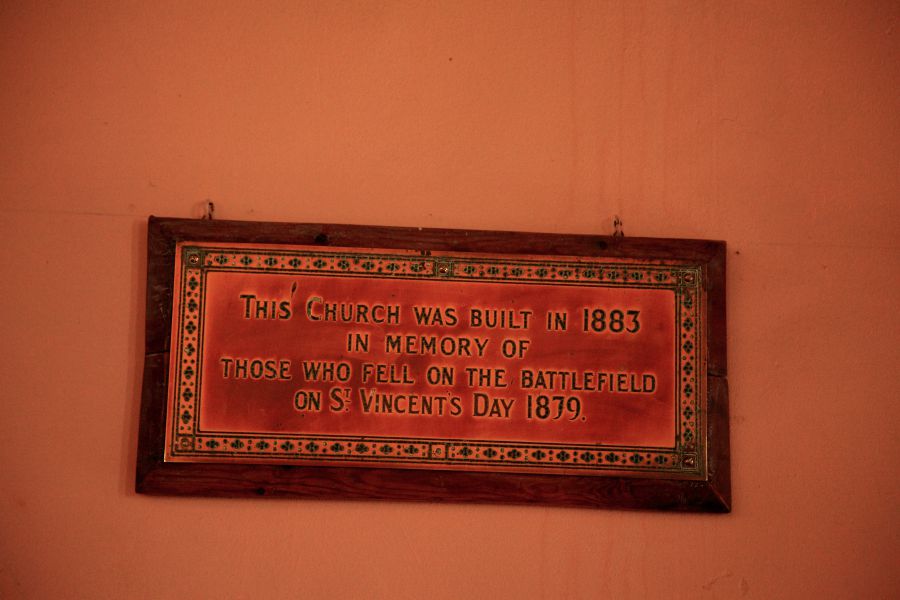 THIS CHURCH WAS BUILT IN 1883
IN MEMORY OF
THOSE WHO FELL ON THE BATTLEFIELD
ON ST VINCENT'S DAY 1879.